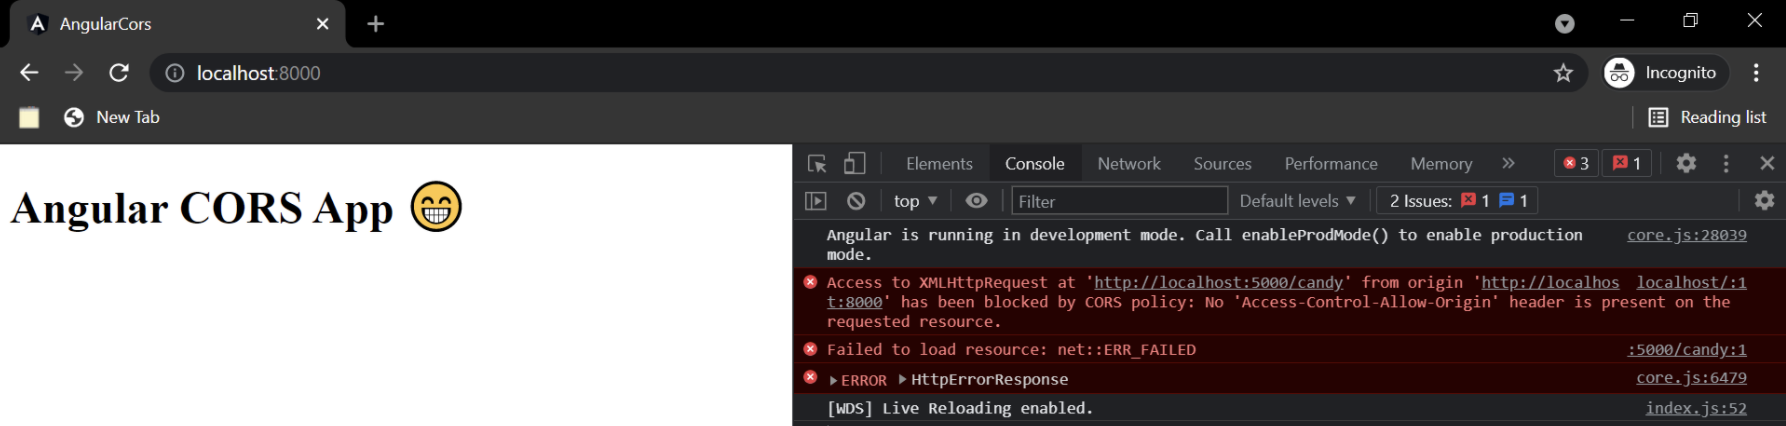 AngularCors
localhost:8000
Incognito
New Tab
Reading list
Angular CORS App 😁
Elements Console Network Sources Performance Memory » 3 1
top Filter Default levels 2 Issues: 1 1
Angular is running in development mode. Call enableProdMode() to enable production core.js:28039
mode.
Access to XMLHttpRequest at 'http://localhost:5000/candy' from origin 'http://localhos localhost/:1
t:8000' has been blocked by CORS policy: No 'Access-Control-Allow-Origin' header is present on the
requested resource.
Failed to load resource: net::ERR_FAILED :5000/candy:1
ERROR HttpErrorResponse core.js:6479
[WDS] Live Reloading enabled. index.js:52